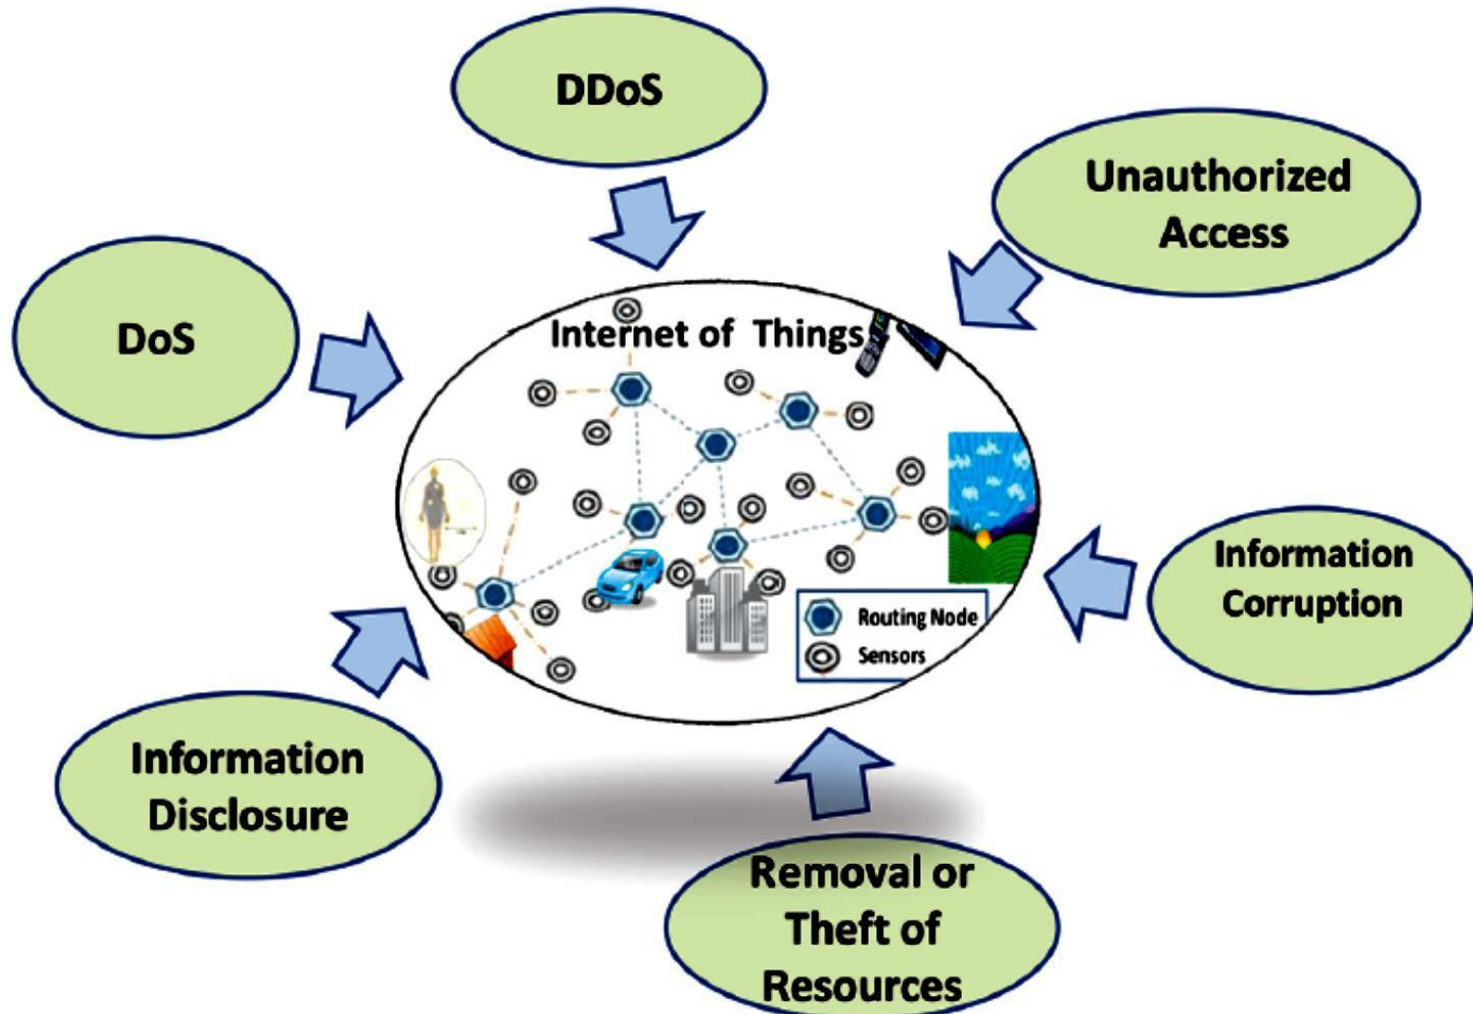 DDoS
Unauthorized
Access
DoS
Internet of Things
Information
Corruption
Routing Node
Sensors
Information
Disclosure
Removal or
Theft of
Resources